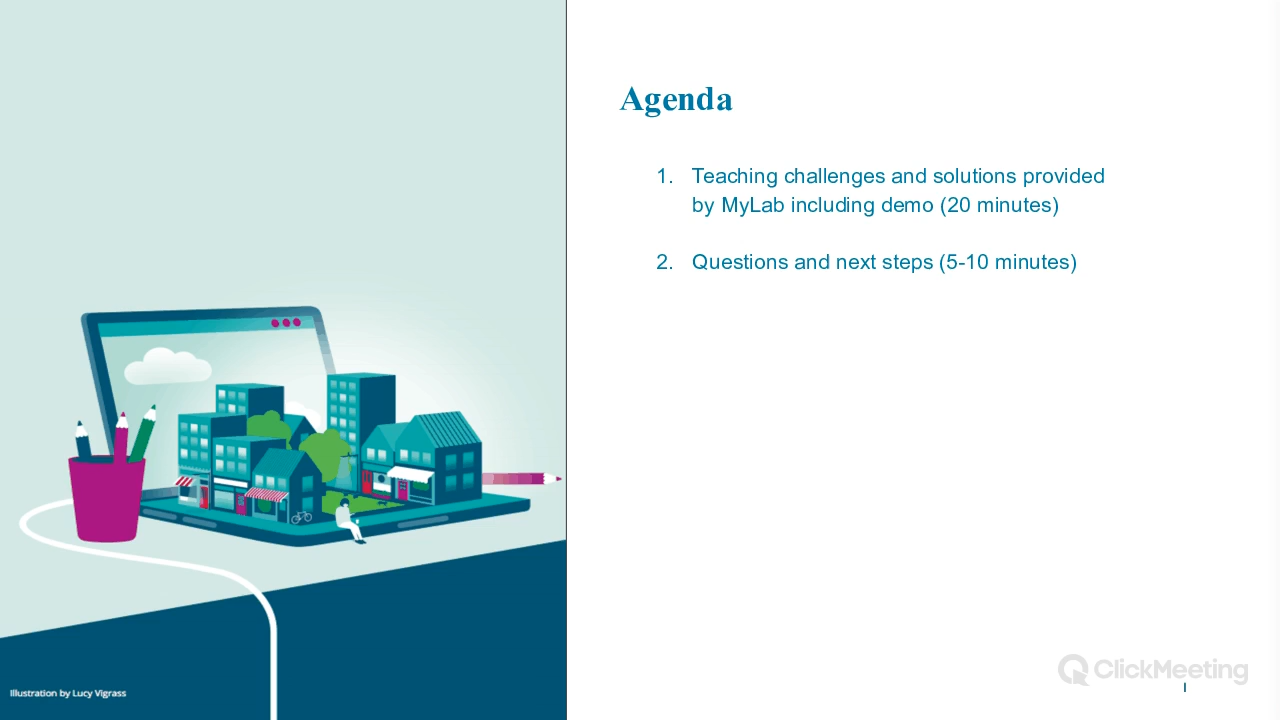 Agenda
1. Teaching challenges and solutions provided
by MyLab including demo (20 minutes)
2. Questions and next steps (5-10 minutes)
ClickMeeting
Illustration by Lucy Vigrass